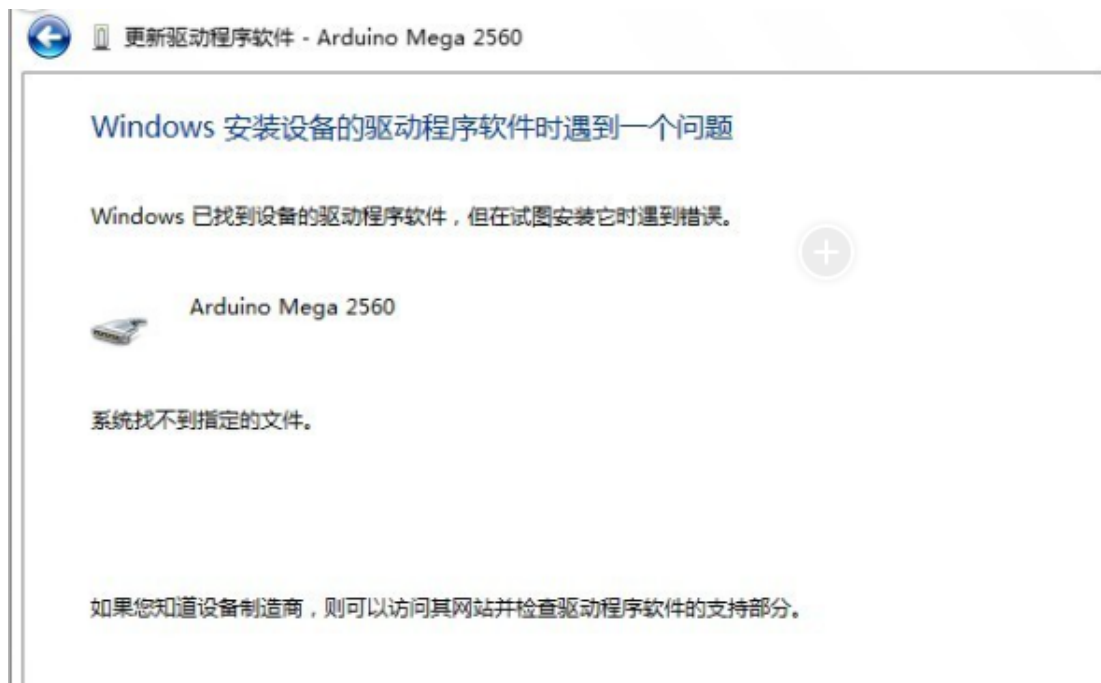 更新驱动程序软件 - Arduino Mega 2560
Windows 安装设备的驱动程序软件时遇到一个问题
Windows 已找到设备的驱动程序软件，但在试图安装它时遇到错误。
Arduino Mega 2560
系统找不到指定的文件。
如果您知道设备制造商，则可以访问其网站并检查驱动程序软件的支持部分。